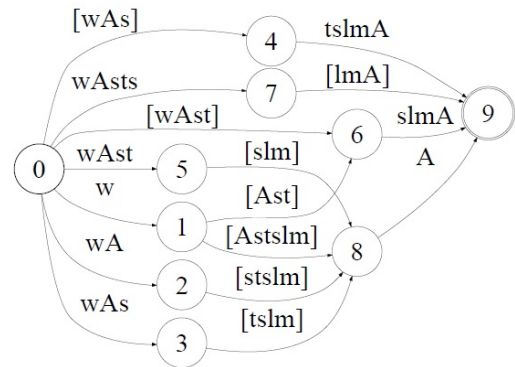 [wAs]
4
tslmA
wAsts
7
[lmA]
9
[wAst]
6
slmA
0
wAst
5
[slm]
A
w
[Ast]
1
[Astslm]
8
wA
2
[stslm]
wAs
3
[tslm]